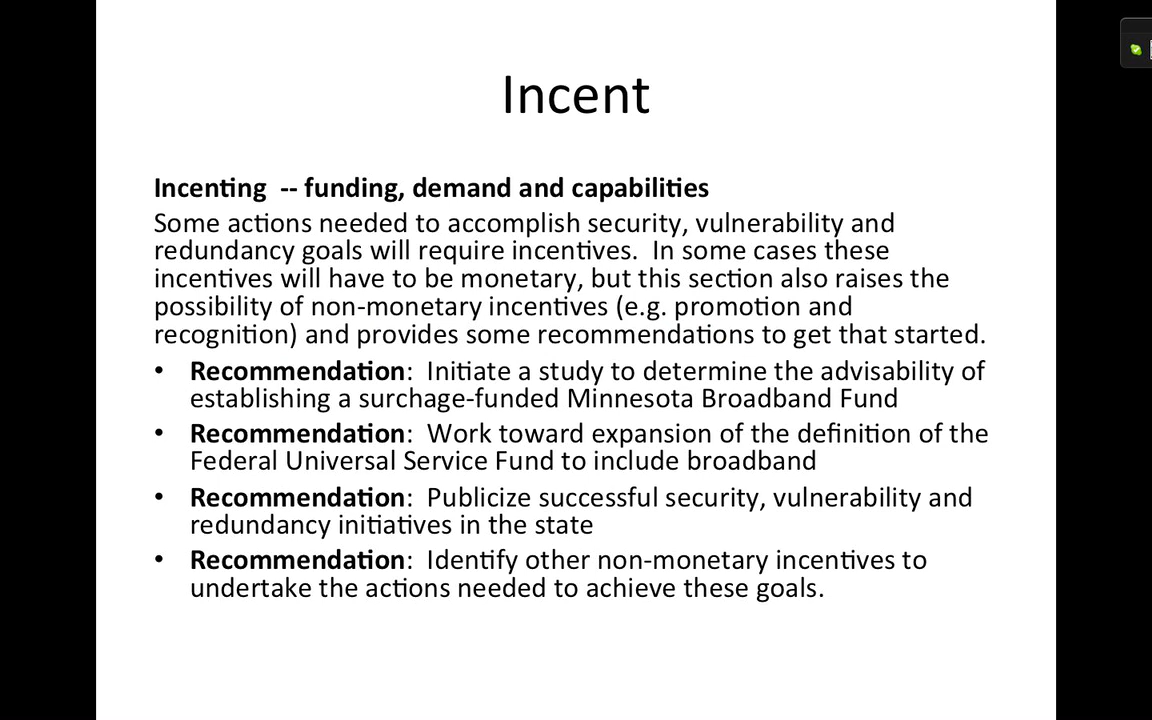 Incent
Incenting  -- funding, demand and capabilities
Some actions needed to accomplish security, vulnerability and
redundancy goals will require incentives.  In some cases these
incentives will have to be monetary, but this section also raises the
possibility of non-monetary incentives (e.g. promotion and
recognition) and provides some recommendations to get that started.
• Recommendation:  Initiate a study to determine the advisability of
establishing a surchage-funded Minnesota Broadband Fund
• Recommendation:  Work toward expansion of the definition of the
Federal Universal Service Fund to include broadband
• Recommendation:  Publicize successful security, vulnerability and
redundancy initiatives in the state
• Recommendation:  Identify other non-monetary incentives to
undertake the actions needed to achieve these goals.